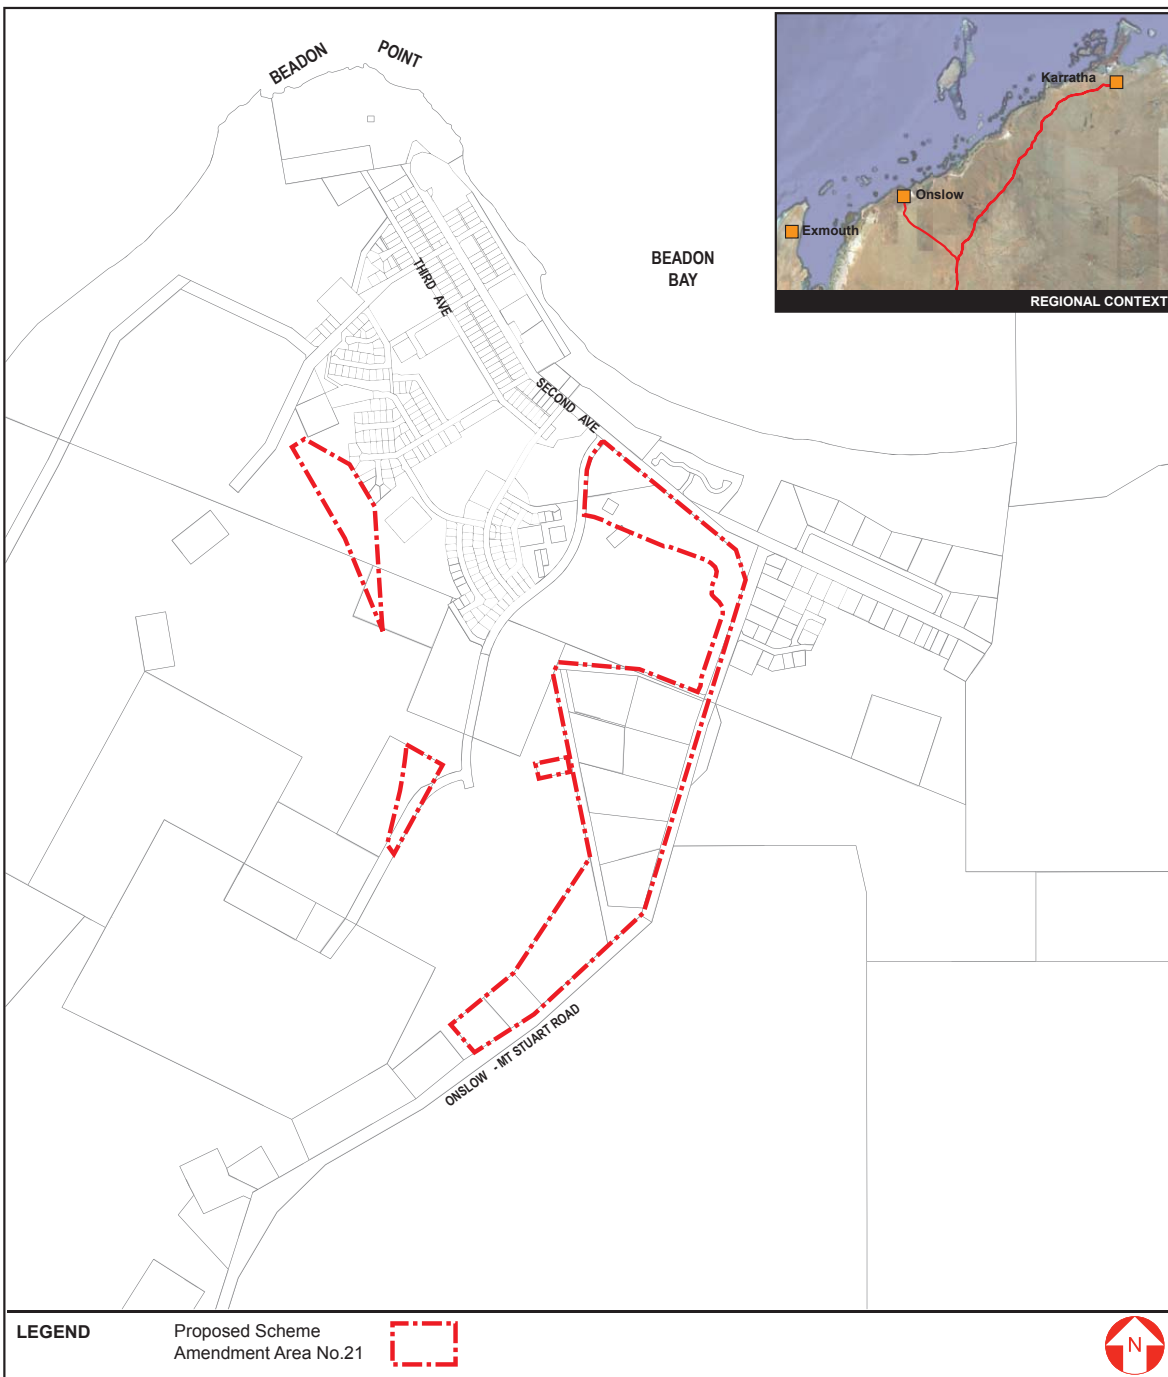 BEADON
POINT
Karratha
Onslow
Exmouth
REGIONAL CONTEXT
BEADON
BAY
THIRD AVE
SECOND AVE
ONSLOW - MT STUART ROAD
LEGEND
Proposed Scheme
Amendment Area No.21
N